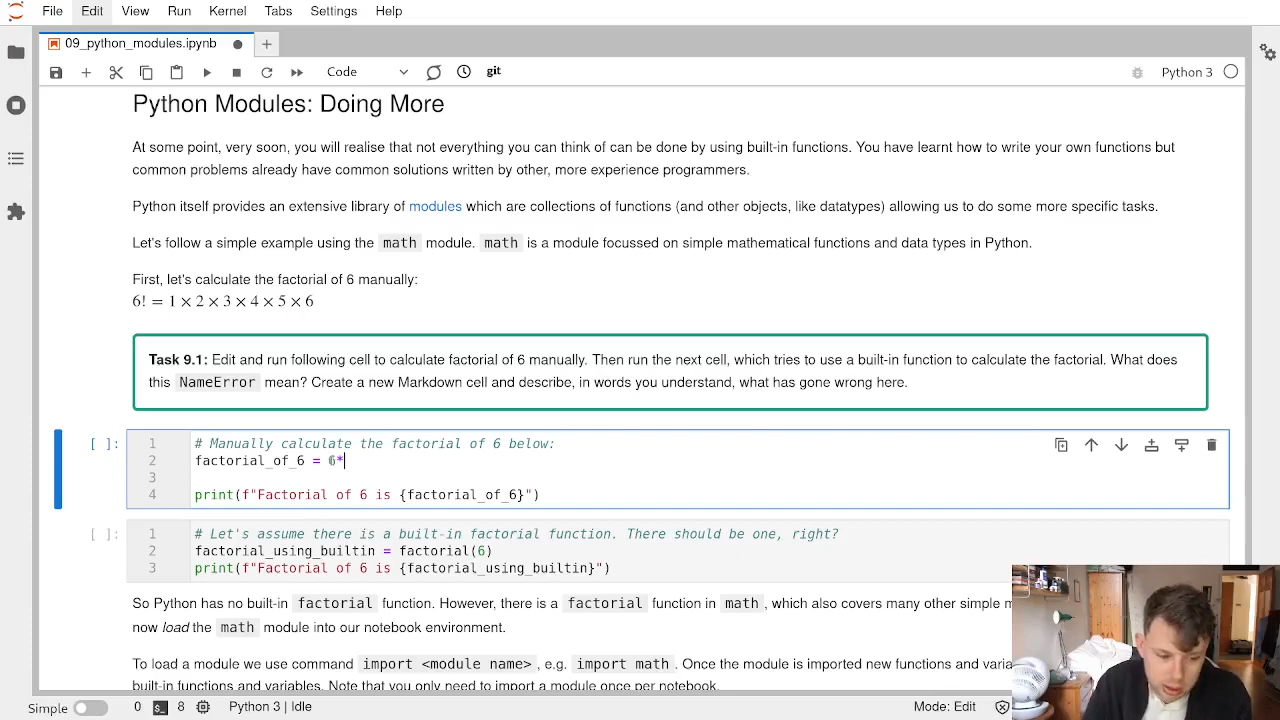 File Edit View Run Kernel Tabs Settings Help
09_python_modules.ipynb
Code
git
Python 3
Python Modules: Doing More
At some point, very soon, you will realise that not everything you can think of can be done by using built-in functions. You have learnt how to write your own functions but
common problems already have common solutions written by other, more experience programmers.
Python itself provides an extensive library of modules which are collections of functions (and other objects, like datatypes) allowing us to do some more specific tasks.
Let's follow a simple example using the math module. math is a module focussed on simple mathematical functions and data types in Python.
First, let's calculate the factorial of 6 manually:
6! = 1 × 2 × 3 × 4 × 5 × 6
Task 9.1: Edit and run following cell to calculate factorial of 6 manually. Then run the next cell, which tries to use a built-in function to calculate the factorial. What does
this NameError mean? Create a new Markdown cell and describe, in words you understand, what has gone wrong here.
[ ]:
1 # Manually calculate the factorial of 6 below:
2 factorial_of_6 = 6*
3
4 print(f"Factorial of 6 is {factorial_of_6}")
[ ]:
1 # Let's assume there is a built-in factorial function. There should be one, right?
2 factorial_using_builtin = factorial(6)
3 print(f"Factorial of 6 is {factorial_using_builtin}")
So Python has no built-in factorial function. However, there is a factorial function in math, which also covers many other simple
now load the math module into our notebook environment.
To load a module we use command import <module name>, e.g. import math. Once the module is imported new functions and
built-in functions and variables. Note that you only need to import a module once per notebook.
Simple 0 8 Python 3 | Idle Mode: Edit